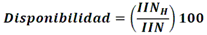 Disponibilidad = (IIN_H / IIN) 100